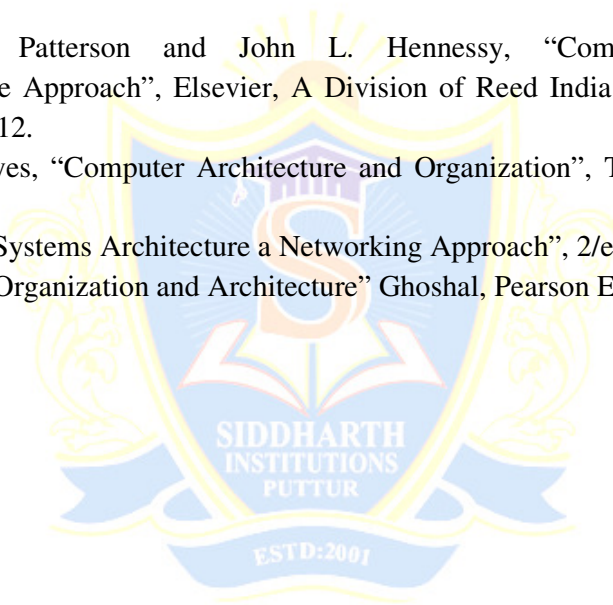 Patterson and John L. Hennessy, “Com
e Approach”, Elsevier, A Division of Reed India
12.
ves, “Computer Architecture and Organization”, T
Systems Architecture a Networking Approach”, 2/e
Organization and Architecture” Ghoshal, Pearson E
S
SIDDHARTH
INSTITUTIONS
PUTTUR
ESTD:2001